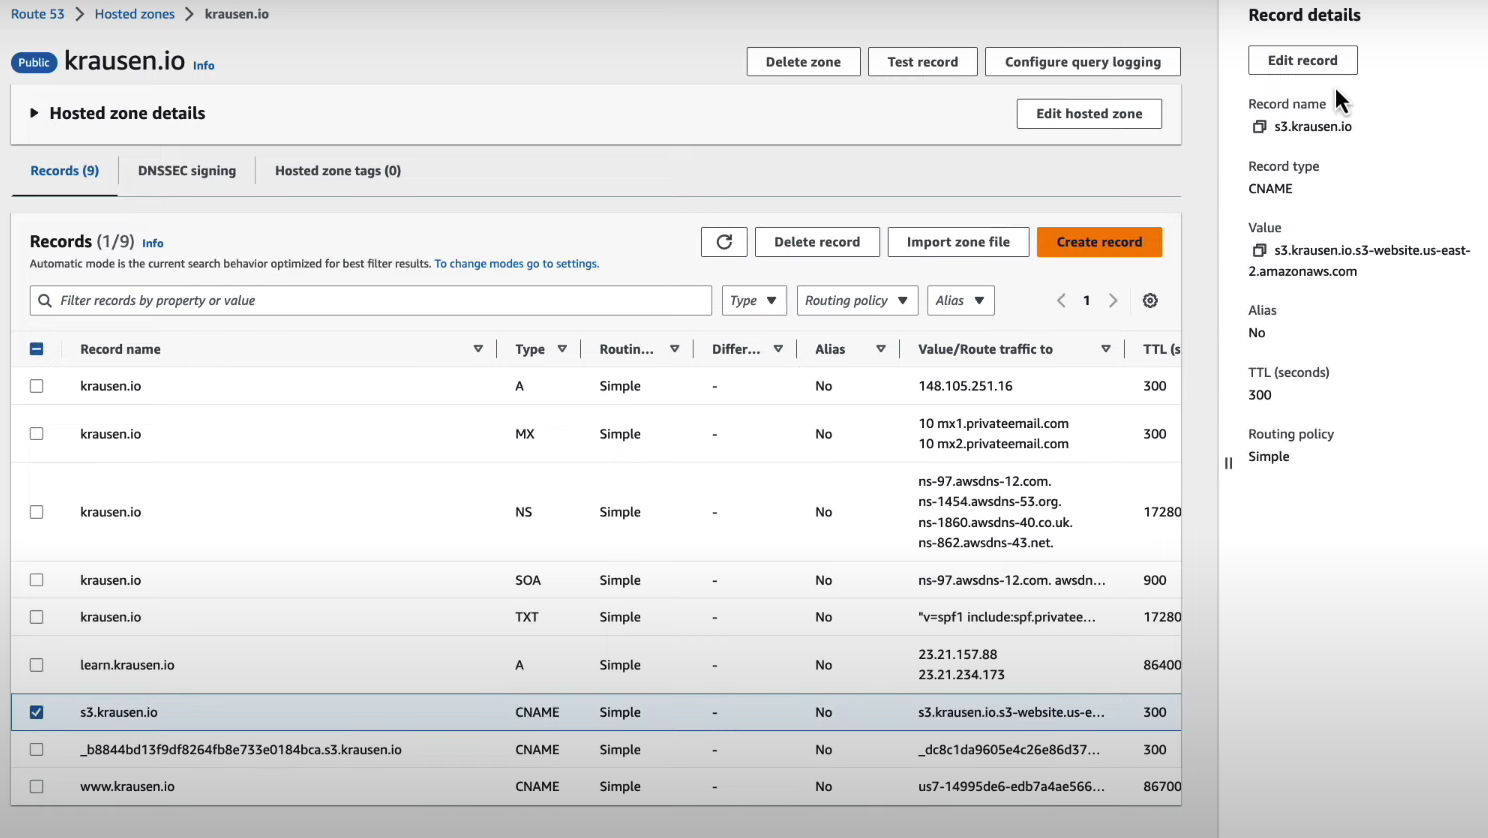 Route 53 > Hosted zones > krausen.io
Public krausen.io Info
Delete zone Test record Configure query logging
Hosted zone details
Edit hosted zone
Records (9) DNSSEC signing Hosted zone tags (0)
Records (1/9) Info
Delete record Import zone file Create record
Automatic mode is the current search behavior optimized for best filter results. To change modes go to settings.
Filter records by property or value Type Routing policy Alias 1
Record name Type Routin... Differ... Alias Value/Route traffic to TTL (s
krausen.io A Simple - No 148.105.251.16 300
krausen.io MX Simple - No 10 mx1.privateemail.com 300
10 mx2.privateemail.com
krausen.io NS Simple - No ns-97.awsdns-12.com. 17280
ns-1454.awsdns-53.org.
ns-1860.awsdns-40.co.uk.
ns-862.awsdns-43.net.
krausen.io SOA Simple - No ns-97.awsdns-12.com. awsdn... 900
krausen.io TXT Simple - No "v=spf1 include:spf.privatee... 17280
learn.krausen.io A Simple - No 23.21.157.88 86400
23.21.234.173
s3.krausen.io CNAME Simple - No s3.krausen.io.s3-website.us-e... 300
_b8844bd13f9df8264fb8e733e0184bca.s3.krausen.io CNAME Simple - No _dc8c1da9605e4c26e86d37... 300
www.krausen.io CNAME Simple - No us7-14995de6-edb7a4ae566... 86700
Record details
Edit record
Record name
s3.krausen.io
Record type
CNAME
Value
s3.krausen.io.s3-website.us-east-
2.amazonaws.com
Alias
No
TTL (seconds)
300
Routing policy
Simple